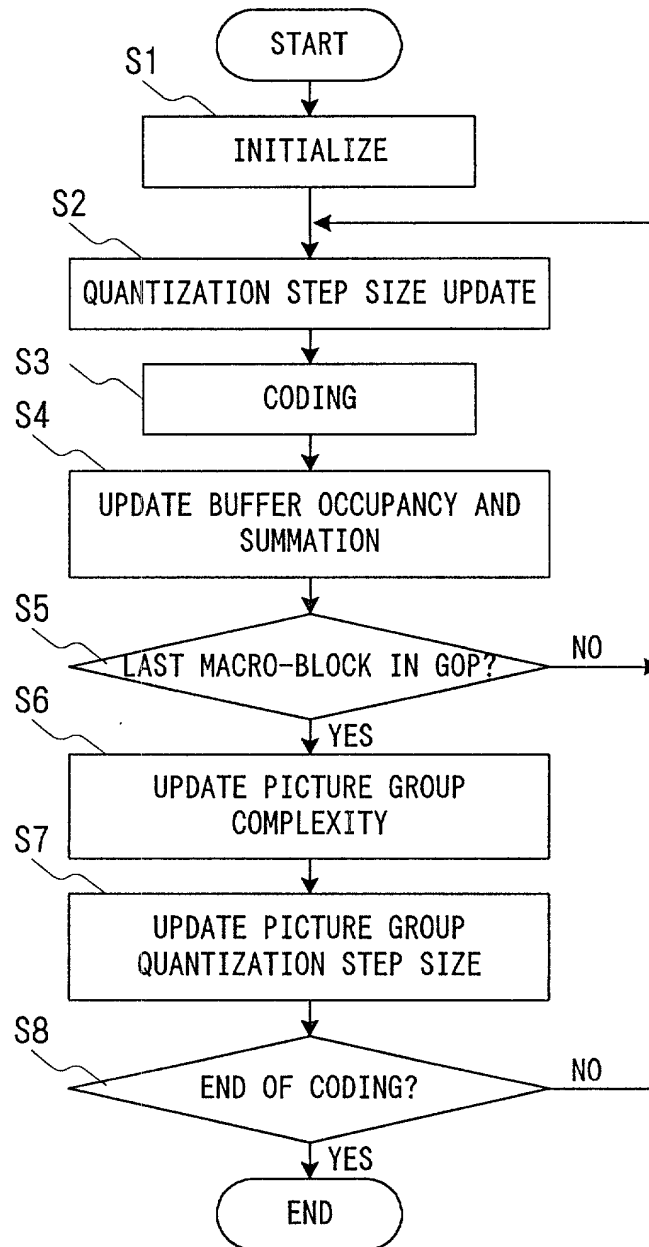 START
S1
INITIALIZE
S2
QUANTIZATION STEP SIZE UPDATE
S3
CODING
S4
UPDATE BUFFER OCCUPANCY AND
SUMMATION
S5
LAST MACRO-BLOCK IN GOP?
NO
YES
S6
UPDATE PICTURE GROUP
COMPLEXITY
S7
UPDATE PICTURE GROUP
QUANTIZATION STEP SIZE
S8
END OF CODING?
NO
YES
END